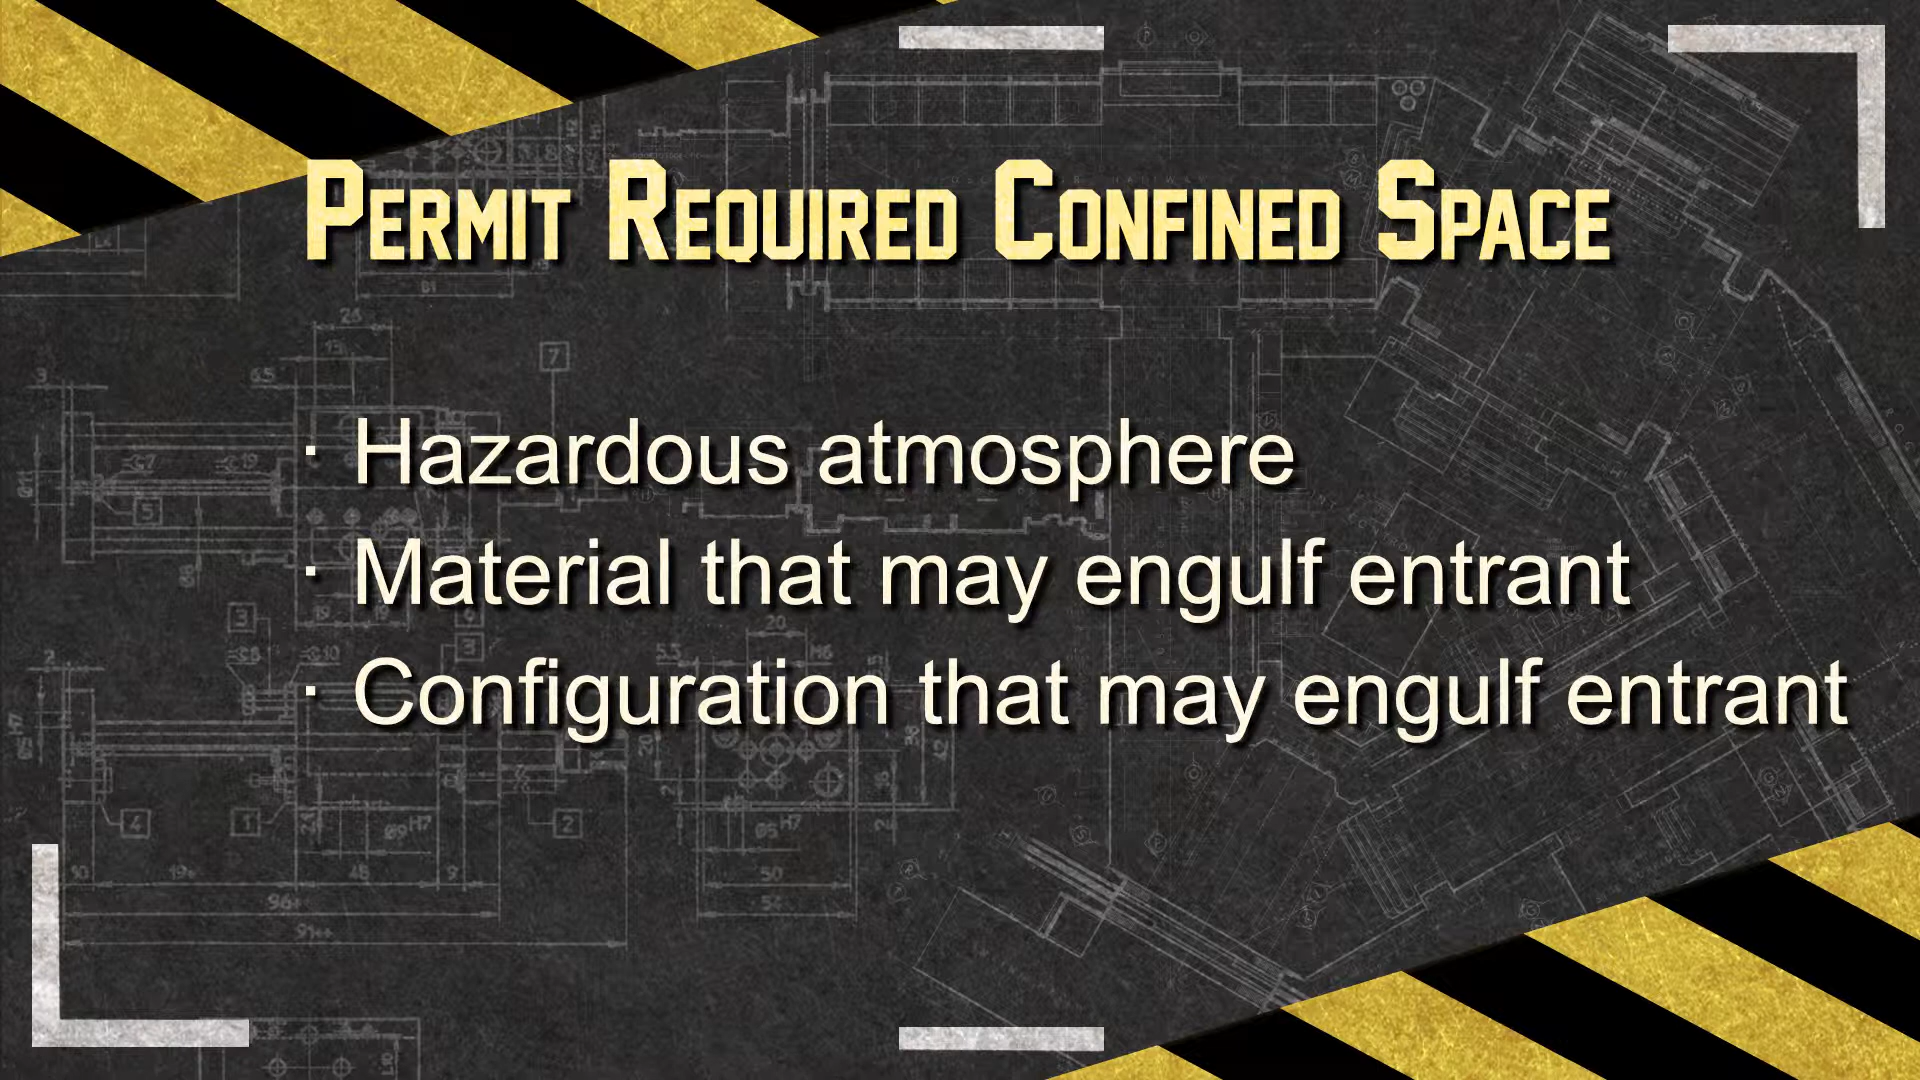 Permit Required Confined Space
· Hazardous atmosphere
· Material that may engulf entrant
· Configuration that may engulf entrant